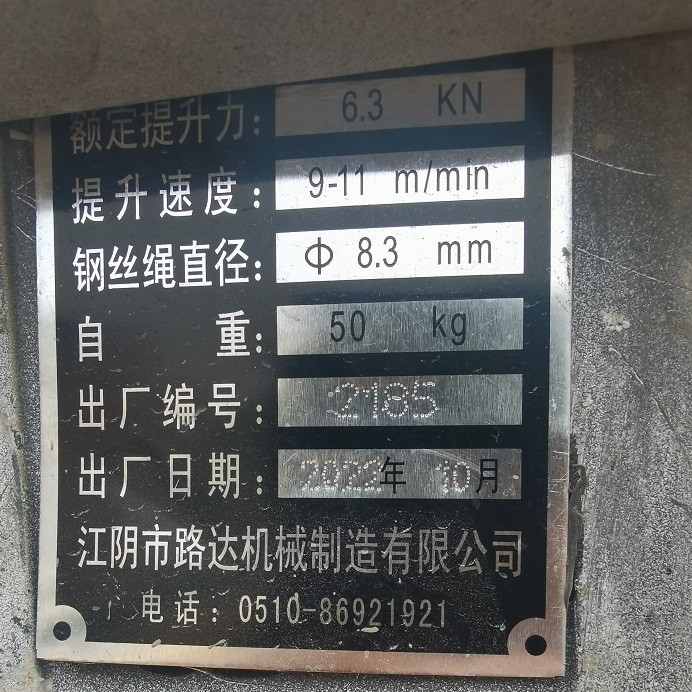 额定提升力: 6.3 KN
提升速度: 9-11 m/min
钢丝绳直径: Φ 8.3 mm
自重: 50 kg
出厂编号: 2185
出厂日期: 2022年 10月
江阴市路达机械制造有限公司
电话: 0510-86921921